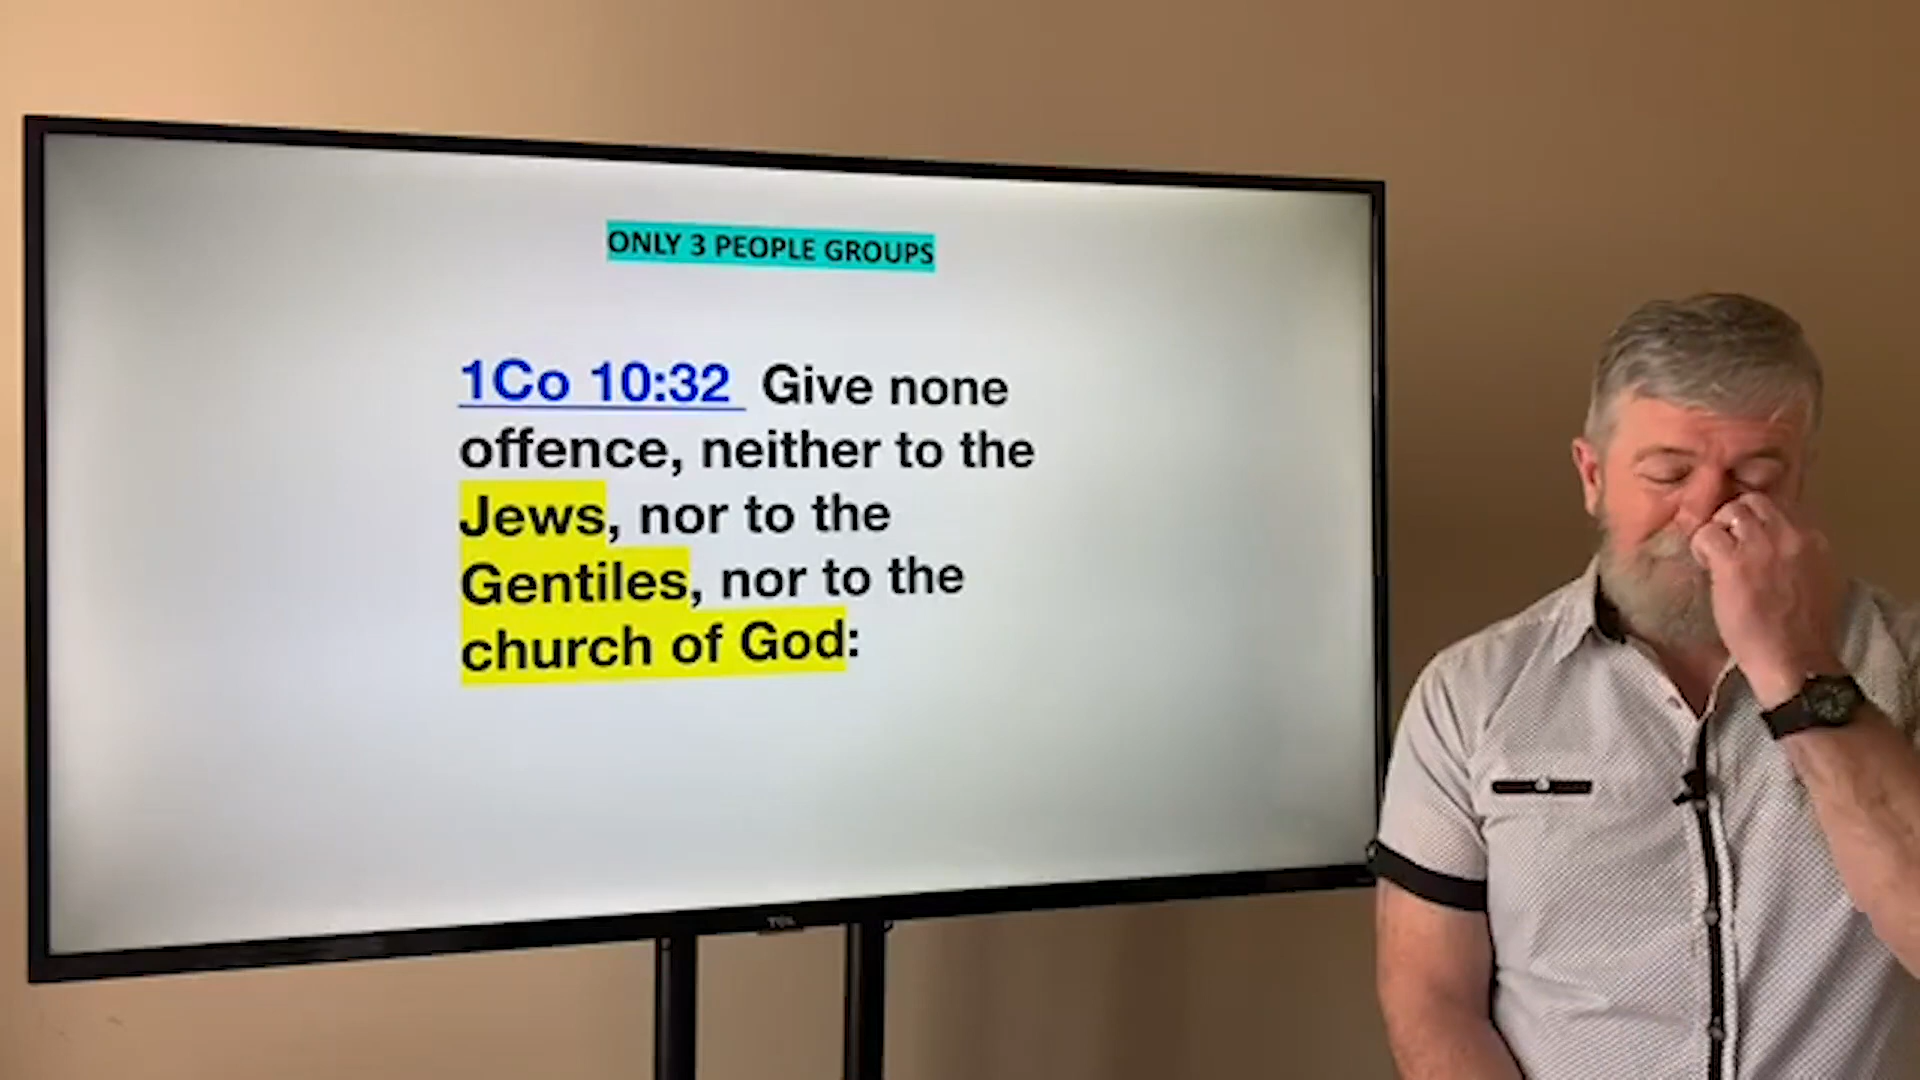 ONLY 3 PEOPLE GROUPS
1Co 10:32 Give none
offence, neither to the
Jews, nor to the
Gentiles, nor to the
church of God:
TCL